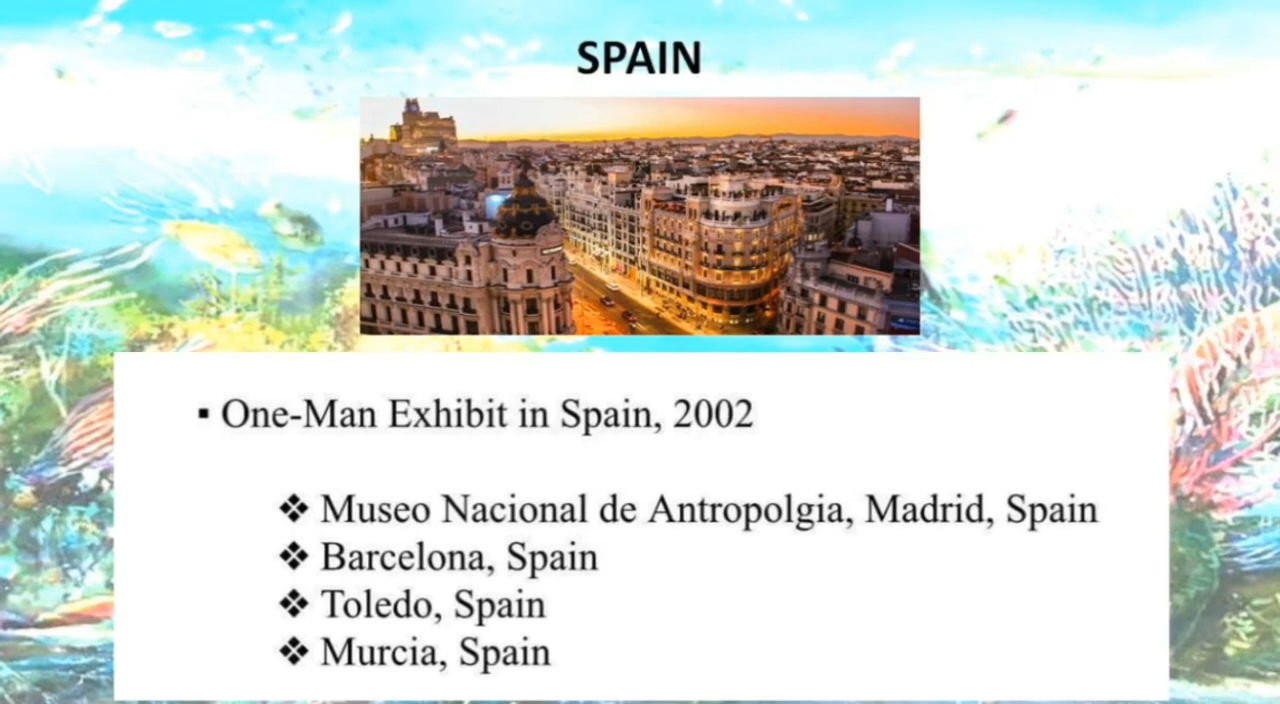 SPAIN
▪ One-Man Exhibit in Spain, 2002
❖ Museo Nacional de Antropolgia, Madrid, Spain
❖ Barcelona, Spain
❖ Toledo, Spain
❖ Murcia, Spain